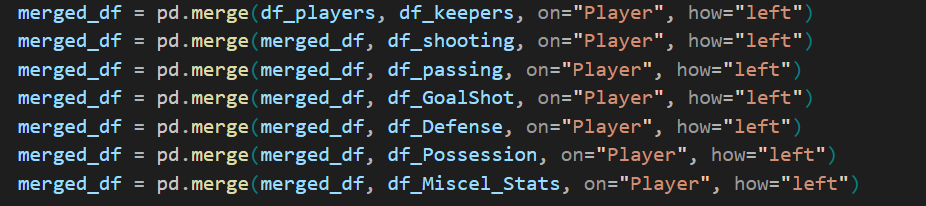 merged_df = pd.merge(df_players, df_keepers, on="Player", how="left")
merged_df = pd.merge(merged_df, df_shooting, on="Player", how="left")
merged_df = pd.merge(merged_df, df_passing, on="Player", how="left")
merged_df = pd.merge(merged_df, df_GoalShot, on="Player", how="left")
merged_df = pd.merge(merged_df, df_Defense, on="Player", how="left")
merged_df = pd.merge(merged_df, df_Possession, on="Player", how="left")
merged_df = pd.merge(merged_df, df_Miscel_Stats, on="Player", how="left")